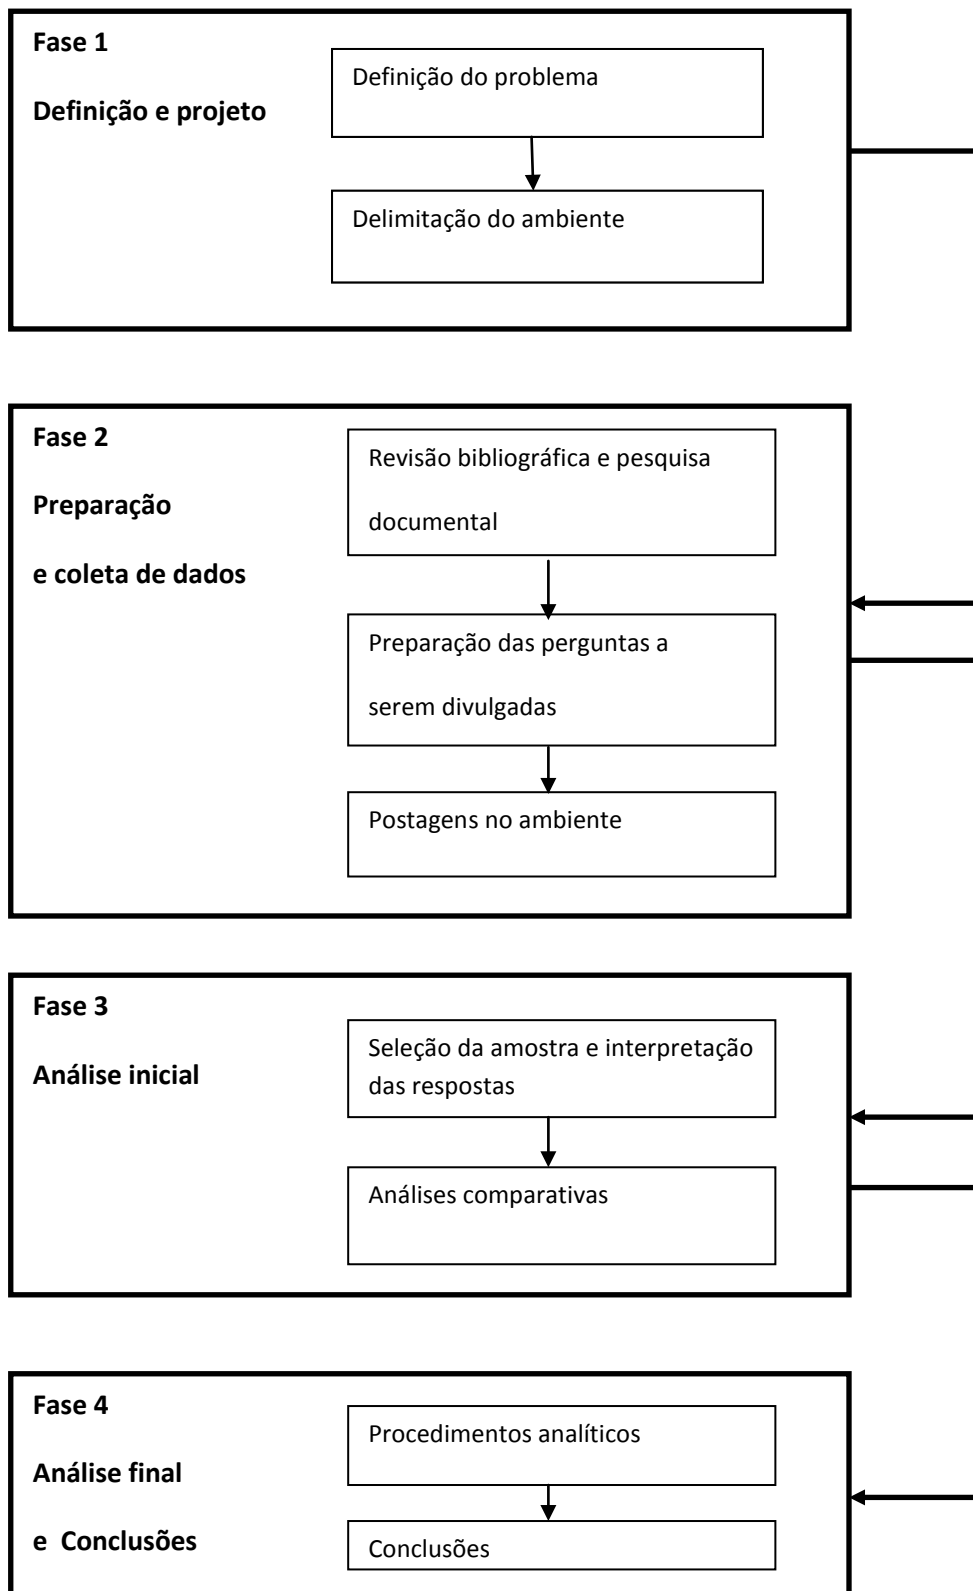 Fase 1
Definição e projeto
Definição do problema
Delimitação do ambiente
Fase 2
Preparação
e coleta de dados
Revisão bibliográfica e pesquisa
documental
Preparação das perguntas a
serem divulgadas
Postagens no ambiente
Fase 3
Análise inicial
Seleção da amostra e interpretação
das respostas
Análises comparativas
Fase 4
Análise final
e Conclusões
Procedimentos analíticos
Conclusões